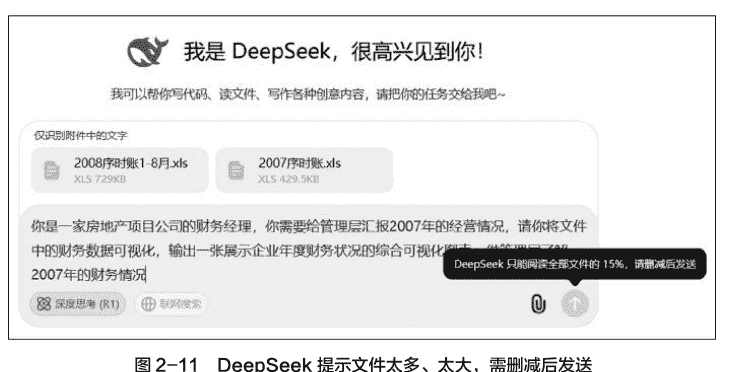 我是 DeepSeek，很高兴见到你！
我可以帮你写代码、读文件、写作各种创意内容，请把你的任务交给我吧~
仅识别附件中的文字
2008序时账1-8月.xls
XLS 729KB
2007序时账.xls
XLS 429.5KB
你是一家房地产项目公司的财务经理，你需要给管理层汇报2007年的经营情况，请你将文件
中的财务数据可视化，输出一张展示企业年度财务状况的综合可视化
DeepSeek 只能阅读全部文件的 15%，请删减后发送
2007年的财务情况
深度思考 (R1)
联网搜索
图 2-11 DeepSeek 提示文件太多、太大，需删减后发送